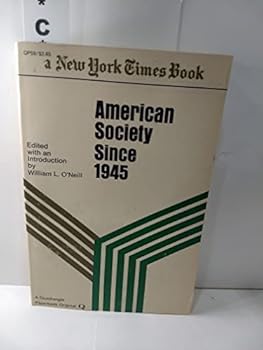 *
C
QP59/$2.45
a New York Times Book
American
Society
Since
1945
Edited
with an
Introduction
by
William L. O'Neill
A Quadrangle
Paperback Original Q